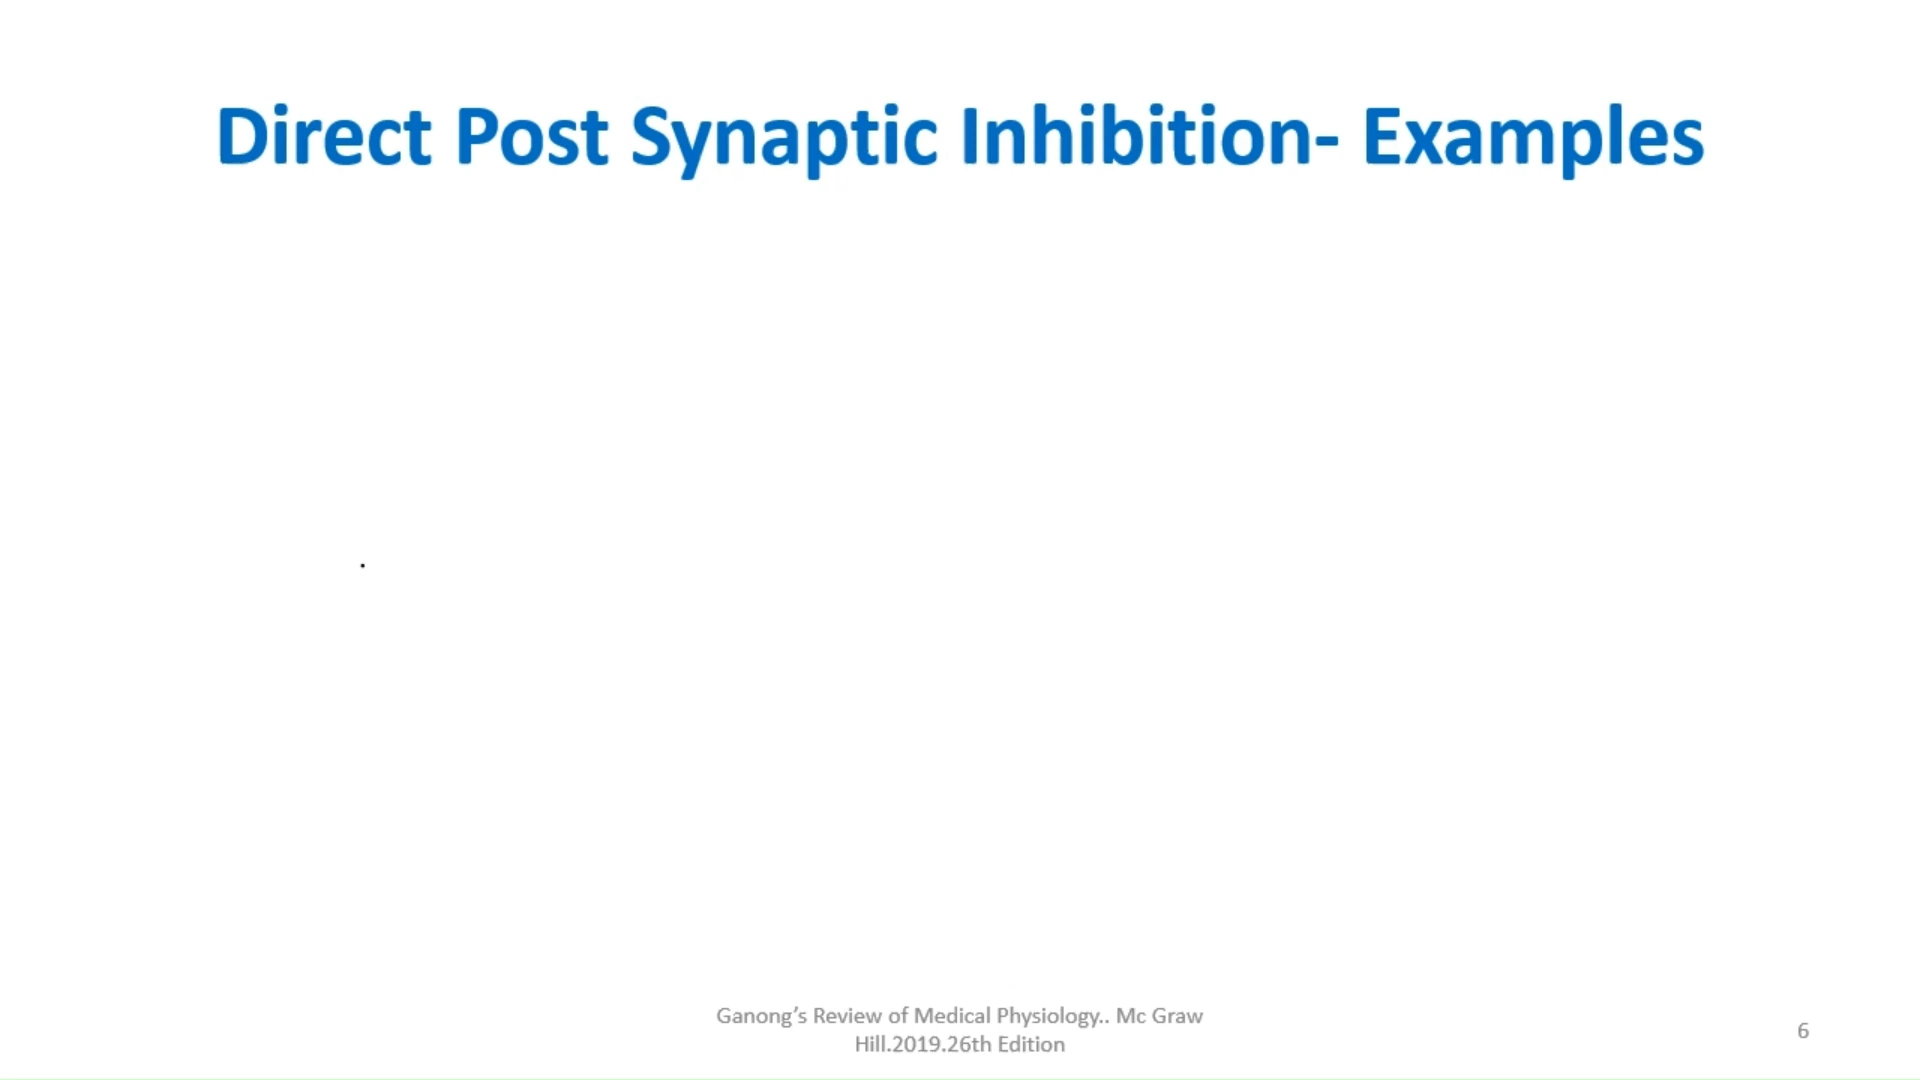 Direct Post Synaptic Inhibition- Examples
.
Ganong’s Review of Medical Physiology.. Mc Graw
Hill.2019.26th Edition
6